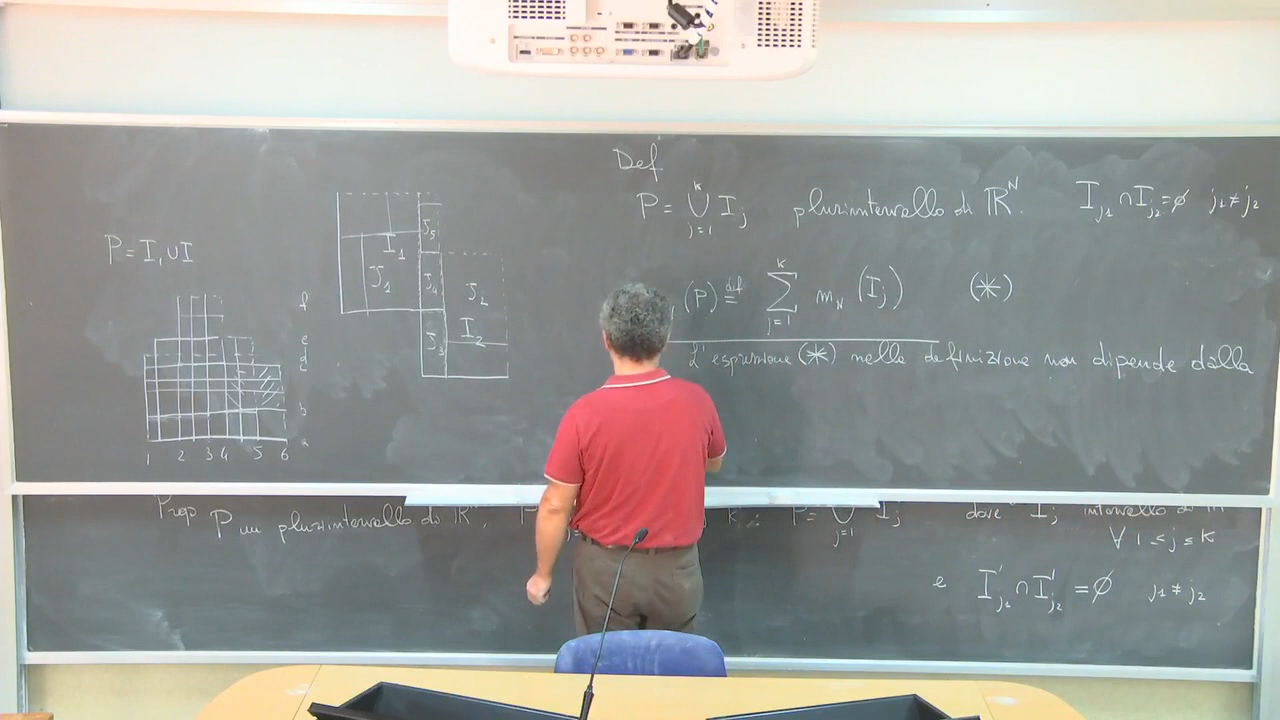 Def
P = ∪_{j=1}^{k} I_j plurintervallo di ℝ^N. I_{j1} ∩ I_{j2} = ∅ j1 ≠ j2
(P) =^{def} Σ_{j=1}^{k} m_N (I_j) (*)
L'espressione (*) nella definizione non dipende dalla
P = I_1 ∪ I
f
e
d
c
b
a
1 2 3 4 5 6
I_1
J_1
J_5
J_4
J_3
J_2
I_2
Prop P un plurintervallo di ℝ^N, P = ∪_{j=1} I_j dove I_j intervallo di
∀ 1 ≤ j ≤ k
e I'_{j1} ∩ I'_{j2} = ∅ j1 ≠ j2